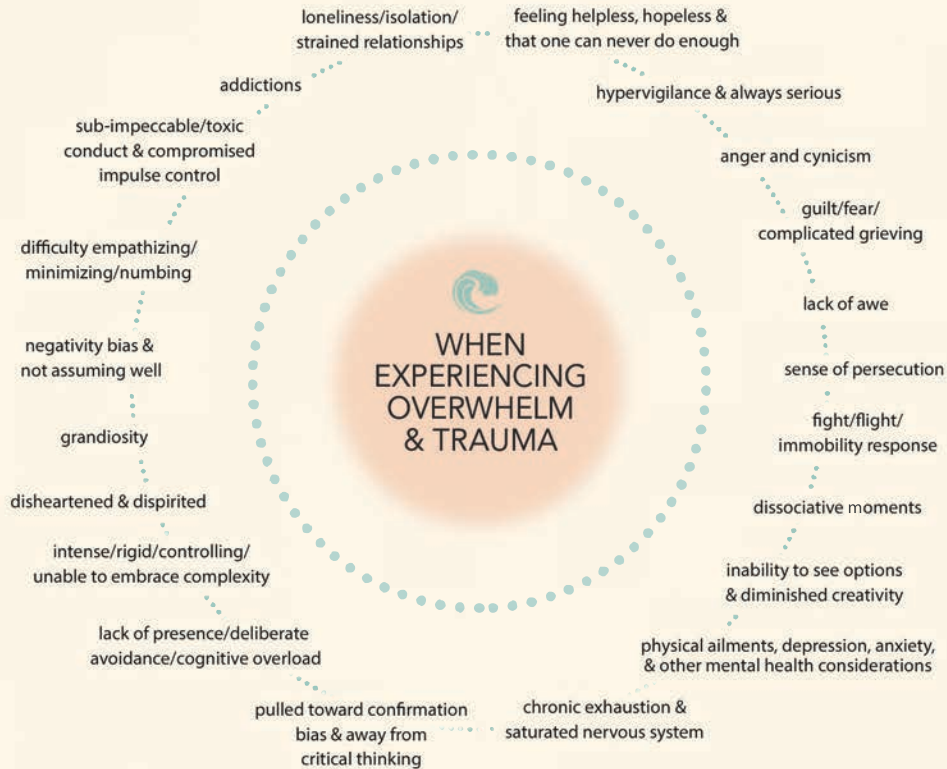 WHEN
EXPERIENCING
OVERWHELM
& TRAUMA
feeling helpless, hopeless &
that one can never do enough
hypervigilance & always serious
anger and cynicism
guilt/fear/
complicated grieving
lack of awe
sense of persecution
fight/flight/
immobility response
dissociative moments
inability to see options
& diminished creativity
physical ailments, depression, anxiety,
& other mental health considerations
chronic exhaustion &
saturated nervous system
pulled toward confirmation
bias & away from
critical thinking
lack of presence/deliberate
avoidance/cognitive overload
intense/rigid/controlling/
unable to embrace complexity
disheartened & dispirited
grandiosity
negativity bias &
not assuming well
difficulty empathizing/
minimizing/numbing
sub-impeccable/toxic
conduct & compromised
impulse control
addictions
loneliness/isolation/
strained relationships